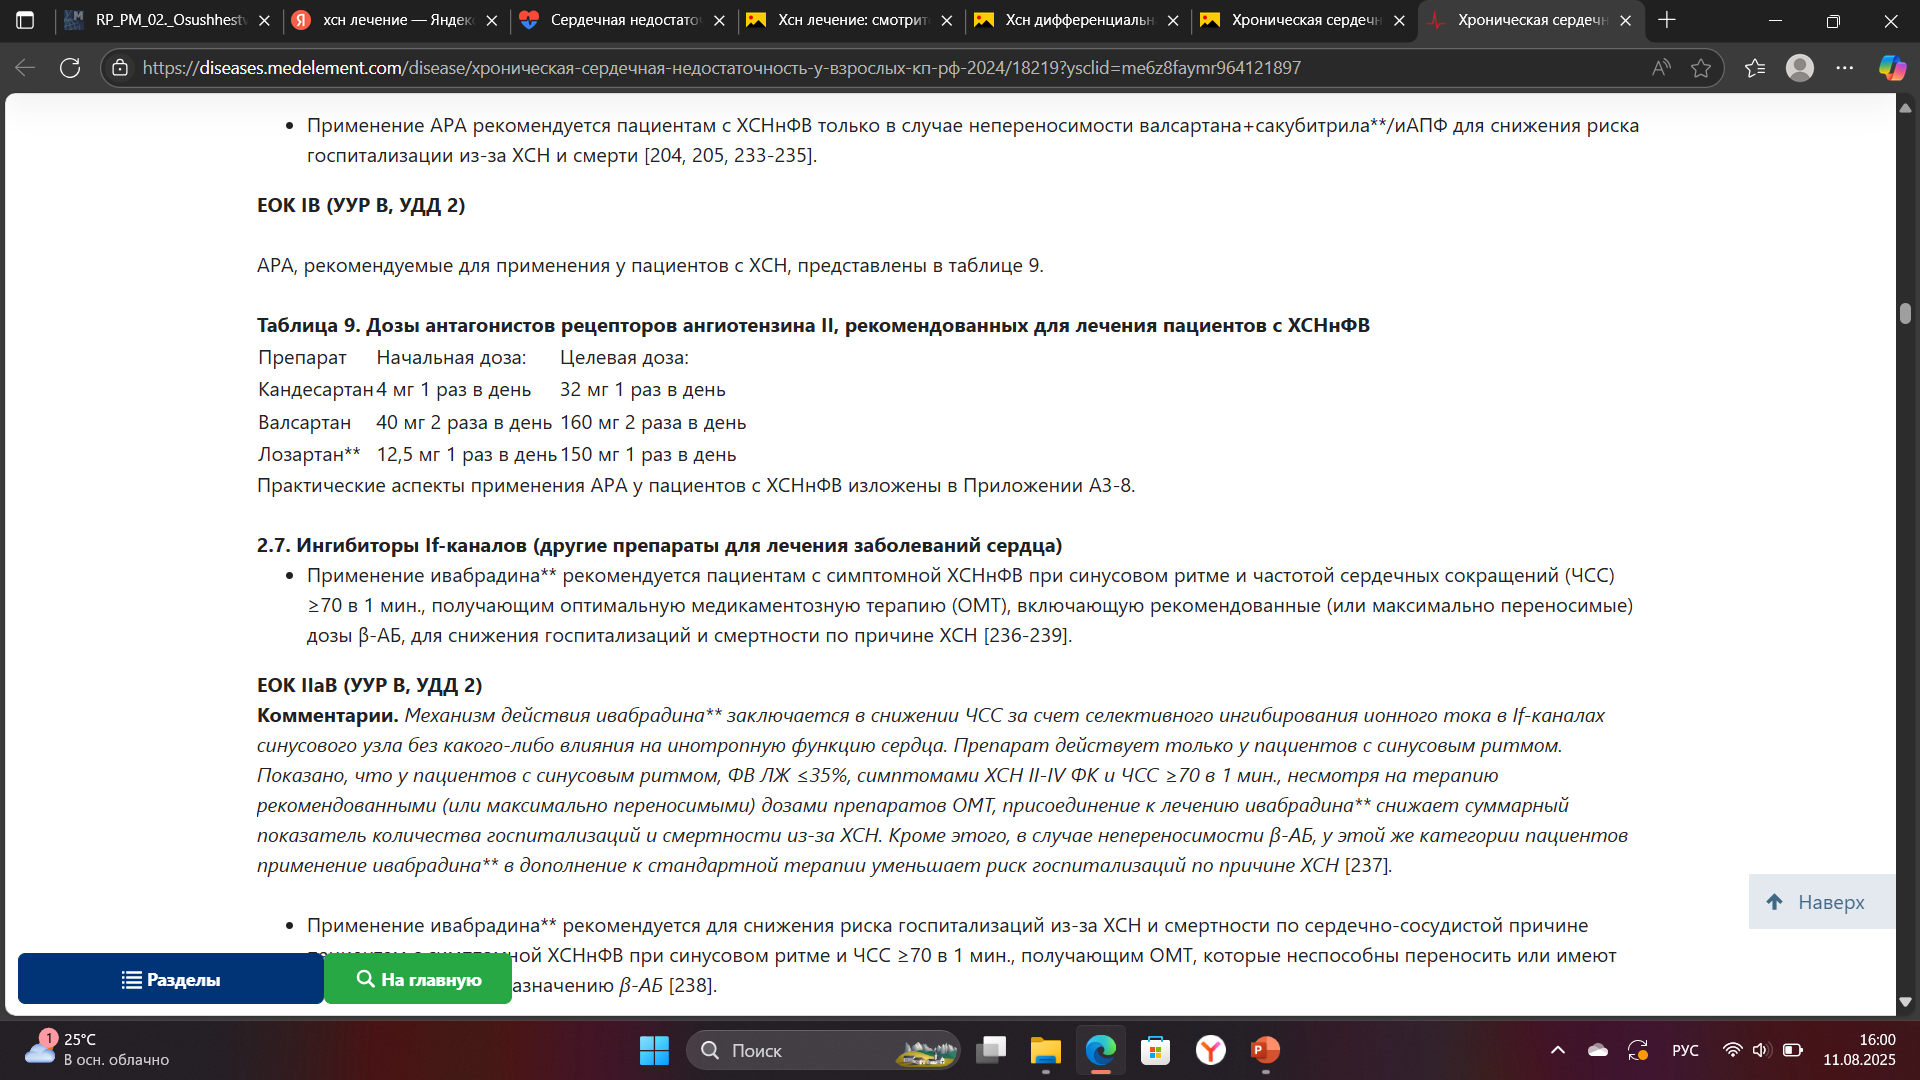 RP_PM_02._Osushhestv
хсн лечение — Яндекс
Сердечная недостаточ
Хсн лечение: смотрите
Хсн дифференциальн
Хроническая сердечн
Хроническая сердечн
https://diseases.medelement.com/disease/хроническая-сердечная-недостаточность-у-взрослых-кп-рф-2024/18219?ysclid=me6z8faymr964121897
• Применение АРА рекомендуется пациентам с ХСНнФВ только в случае непереносимости валсартана+сакубитрила**/иАПФ для снижения риска
госпитализации из-за ХСН и смерти [204, 205, 233-235].
ЕОК IB (УУР В, УДД 2)
АРА, рекомендуемые для применения у пациентов с ХСН, представлены в таблице 9.
Таблица 9. Дозы антагонистов рецепторов ангиотензина II, рекомендованных для лечения пациентов с ХСНнФВ
Препарат Начальная доза: Целевая доза:
Кандесартан 4 мг 1 раз в день 32 мг 1 раз в день
Валсартан 40 мг 2 раза в день 160 мг 2 раза в день
Лозартан** 12,5 мг 1 раз в день 150 мг 1 раз в день
Практические аспекты применения АРА у пациентов с ХСНнФВ изложены в Приложении А3-8.
2.7. Ингибиторы If-каналов (другие препараты для лечения заболеваний сердца)
• Применение ивабрадина** рекомендуется пациентам с симптомной ХСНнФВ при синусовом ритме и частотой сердечных сокращений (ЧСС)
≥70 в 1 мин., получающим оптимальную медикаментозную терапию (ОМТ), включающую рекомендованные (или максимально переносимые)
дозы β-АБ, для снижения госпитализаций и смертности по причине ХСН [236-239].
ЕОК IIaB (УУР В, УДД 2)
Комментарии. Механизм действия ивабрадина** заключается в снижении ЧСС за счет селективного ингибирования ионного тока в If-каналах
синусового узла без какого-либо влияния на инотропную функцию сердца. Препарат действует только у пациентов с синусовым ритмом.
Показано, что у пациентов с синусовым ритмом, ФВ ЛЖ ≤35%, симптомами ХСН II-IV ФК и ЧСС ≥70 в 1 мин., несмотря на терапию
рекомендованными (или максимально переносимыми) дозами препаратов ОМТ, присоединение к лечению ивабрадина** снижает суммарный
показатель количества госпитализаций и смертности из-за ХСН. Кроме этого, в случае непереносимости β-АБ, у этой же категории пациентов
применение ивабрадина** в дополнение к стандартной терапии уменьшает риск госпитализаций по причине ХСН [237].
Наверх
• Применение ивабрадина** рекомендуется для снижения риска госпитализаций из-за ХСН и смертности по сердечно-сосудистой причине
ной ХСНнФВ при синусовом ритме и ЧСС ≥70 в 1 мин., получающим ОМТ, которые неспособны переносить или имеют
Разделы На главную азначению β-АБ [238].
1 25°C
В осн. облачно
Поиск
РУС
16:00
11.08.2025